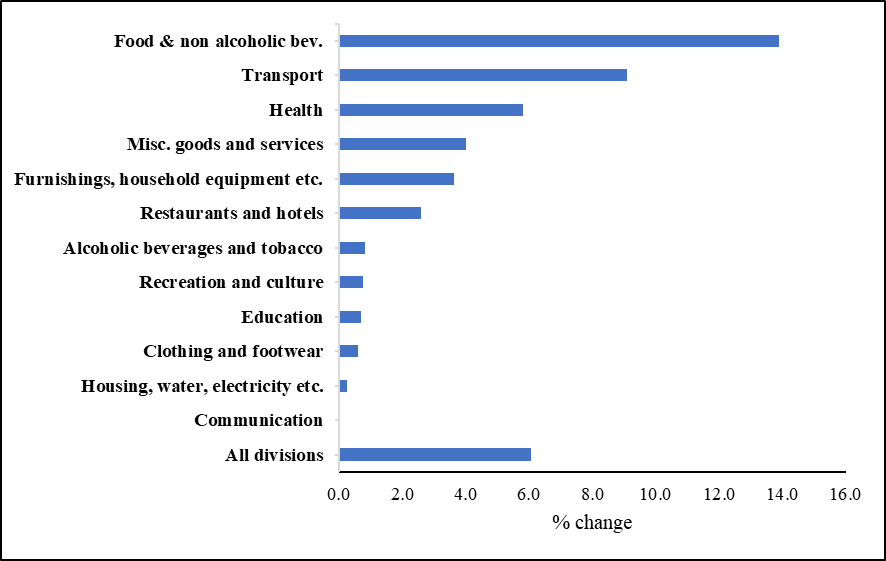 Food & non alcoholic bev.
Transport
Health
Misc. goods and services
Furnishings, household equipment etc.
Restaurants and hotels
Alcoholic beverages and tobacco
Recreation and culture
Education
Clothing and footwear
Housing, water, electricity etc.
Communication
All divisions
0.0 2.0 4.0 6.0 8.0 10.0 12.0 14.0 16.0
% change